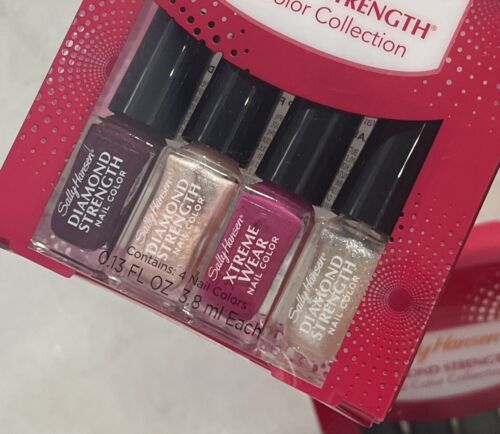 STRENGTH®
Color Collection
Sally Hansen®
DIAMOND
STRENGTH
NAIL COLOR
Sally Hansen®
DIAMOND
STRENGTH
NAIL COLOR
Sally Hansen®
XTREME
WEAR
NAIL COLOR
Sally Hansen®
DIAMOND
STRENGTH
NAIL COLOR
Contains: 4 Nail Colors
0.13 FL OZ 3.8 ml Each
Hansen
STRENGTH
Color Collection